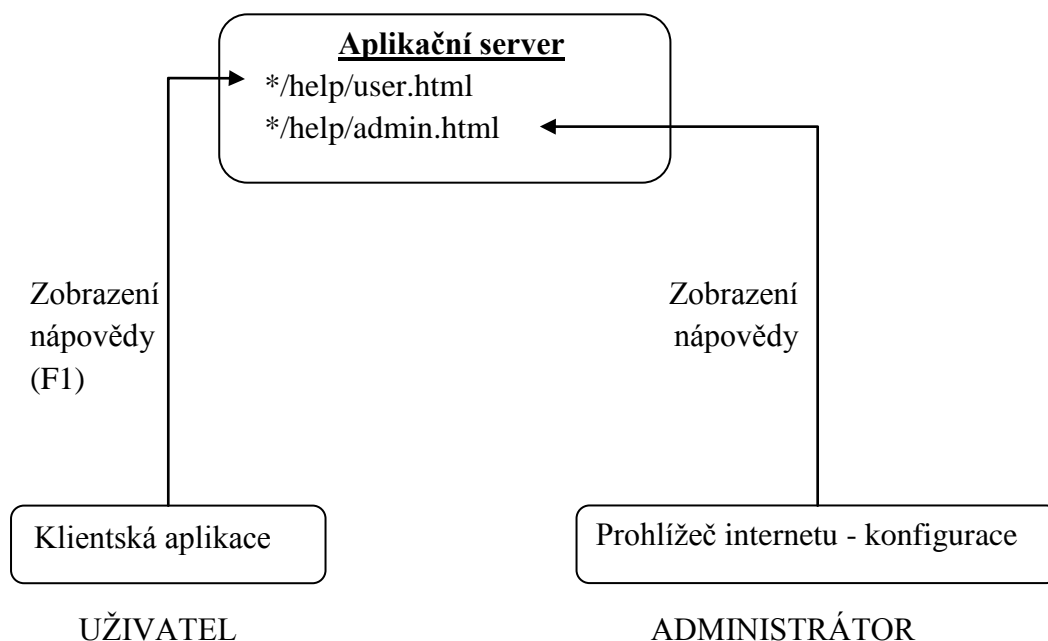 Aplikační server
*/help/user.html
*/help/admin.html
Zobrazení
nápovědy
(F1)
Zobrazení
nápovědy
Klientská aplikace
Prohlížeč internetu - konfigurace
UŽIVATEL
ADMINISTRÁTOR